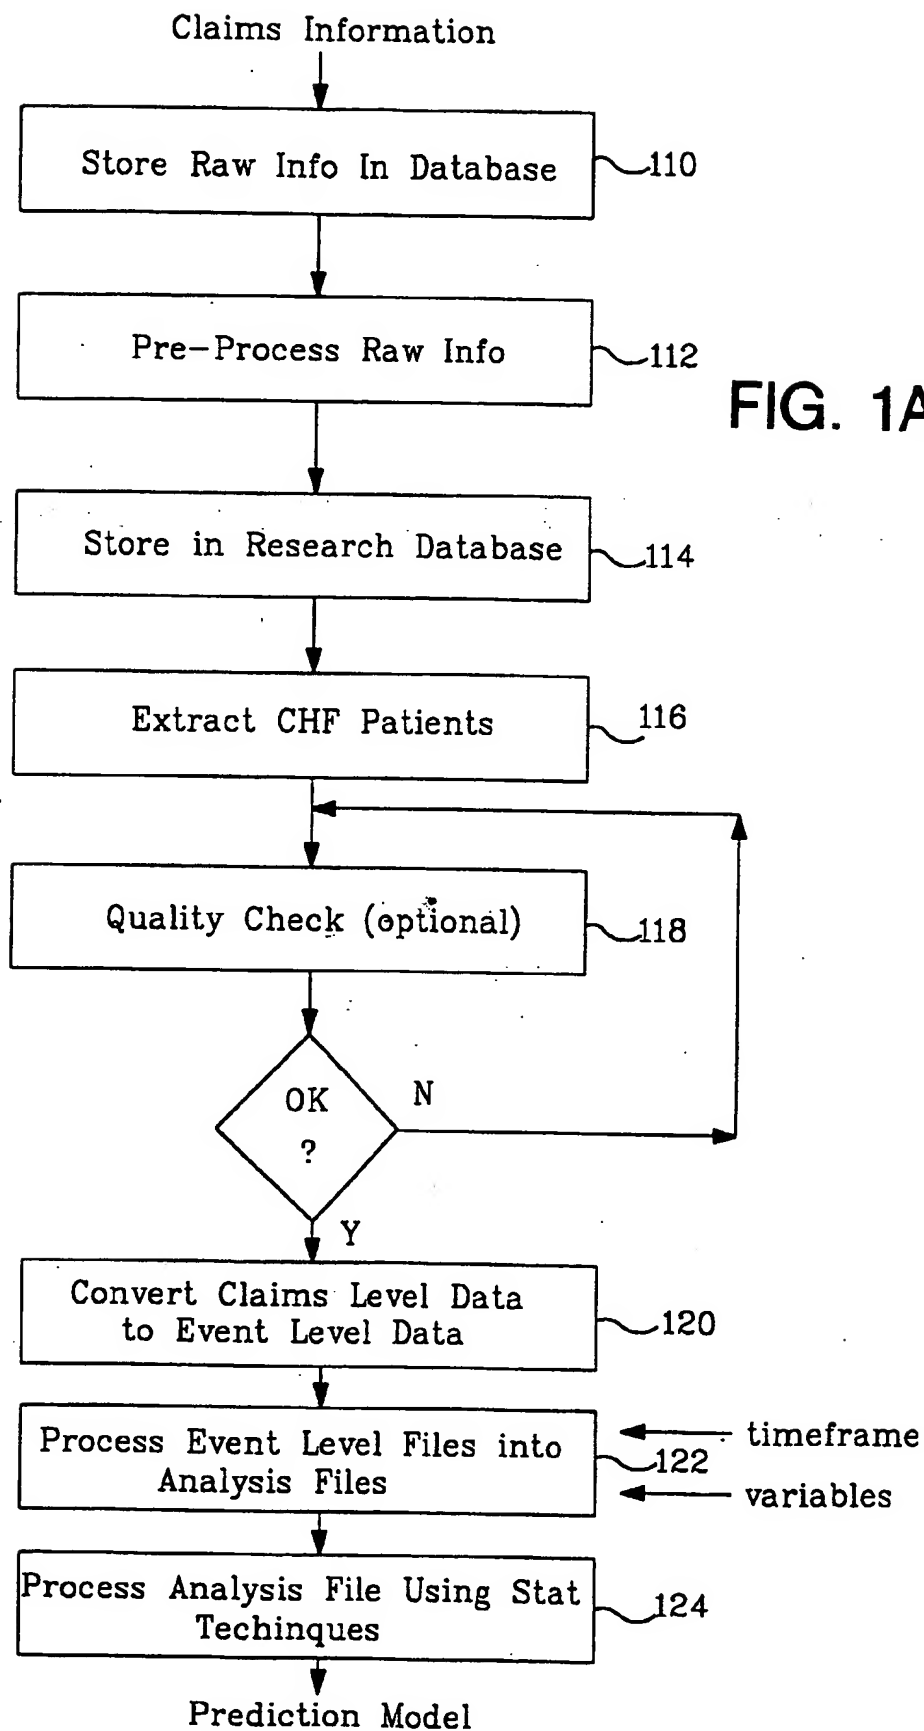 Claims Information
Store Raw Info In Database
110
Pre-Process Raw Info
112
FIG. 1A
Store in Research Database
114
Extract CHF Patients
116
Quality Check (optional)
118
OK
?
N
Y
Convert Claims Level Data
to Event Level Data
120
Process Event Level Files into
Analysis Files
122
timeframe
variables
Process Analysis File Using Stat
Techinques
124
Prediction Model